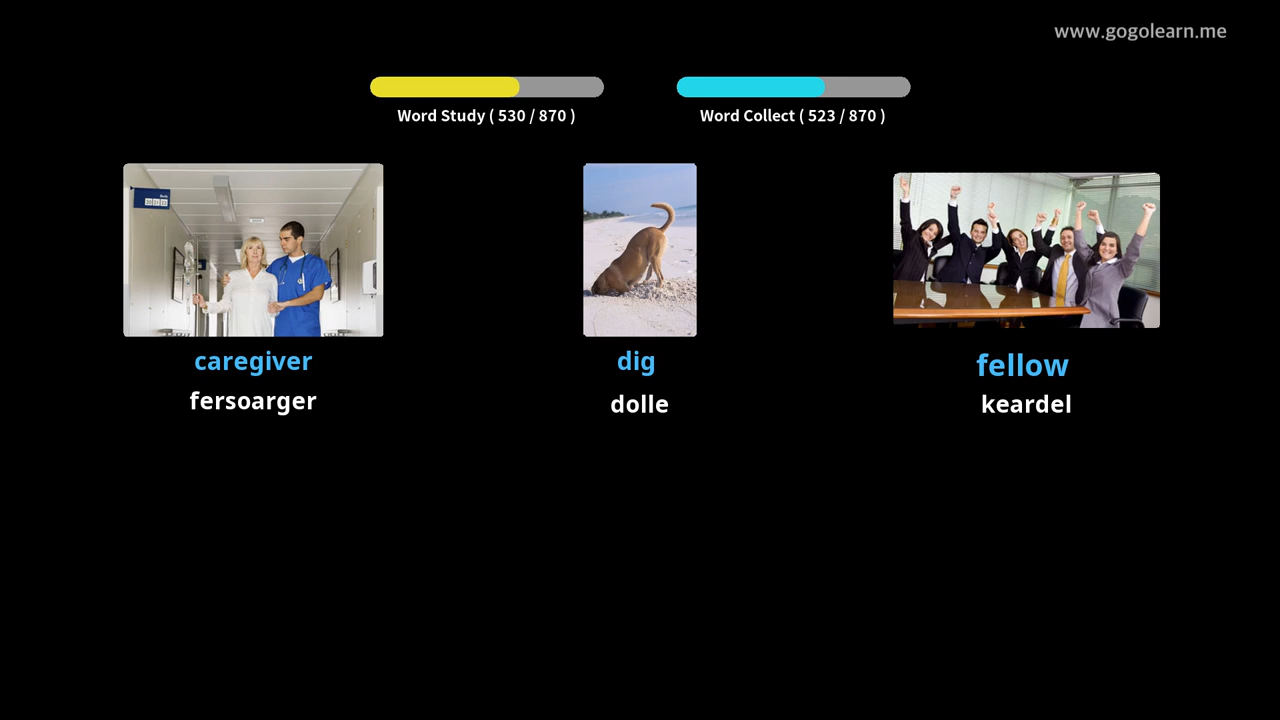 www.gogolearn.me
Word Study ( 530 / 870 )
Word Collect ( 523 / 870 )
caregiver
fersoarger
dig
dolle
fellow
keardel